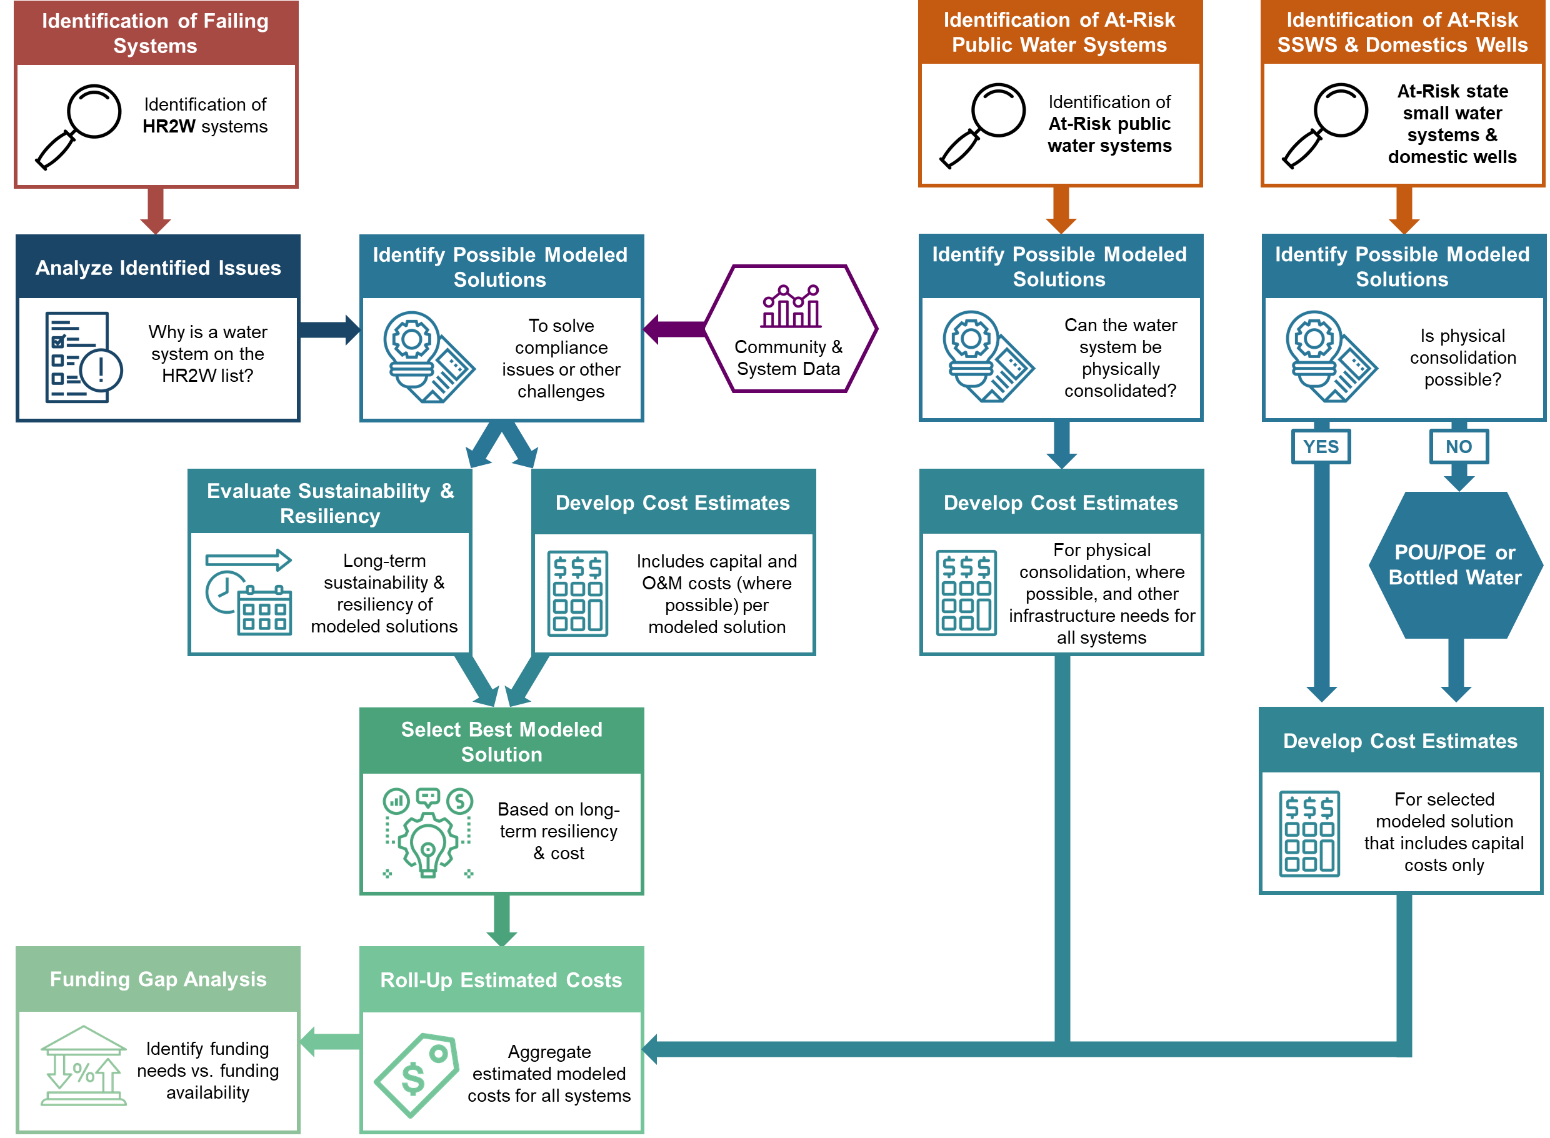 Identification of Failing
Systems
Identification of
HR2W systems
Identification of At-Risk
Public Water Systems
Identification of
At-Risk public
water systems
Identification of At-Risk
SSWS & Domestics Wells
At-Risk state
small water
systems &
domestic wells
Analyze Identified Issues
Why is a water
system on the
HR2W list?
Identify Possible Modeled
Solutions
To solve
compliance
issues or other
challenges
Community &
System Data
Identify Possible Modeled
Solutions
Can the water
system be
physically
consolidated?
Identify Possible Modeled
Solutions
Is physical
consolidation
possible?
YES
NO
POU/POE or
Bottled Water
Evaluate Sustainability &
Resiliency
Long-term
sustainability &
resiliency of
modeled solutions
Develop Cost Estimates
$$$
Includes capital and
O&M costs (where
possible) per
modeled solution
Develop Cost Estimates
$$$
For physical
consolidation, where
possible, and other
infrastructure needs for
all systems
Select Best Modeled
Solution
$
Based on long-
term resiliency
& cost
Develop Cost Estimates
$$$
For selected
modeled solution
that includes capital
costs only
Funding Gap Analysis
%
Identify funding
needs vs. funding
availability
Roll-Up Estimated Costs
$
Aggregate
estimated modeled
costs for all systems